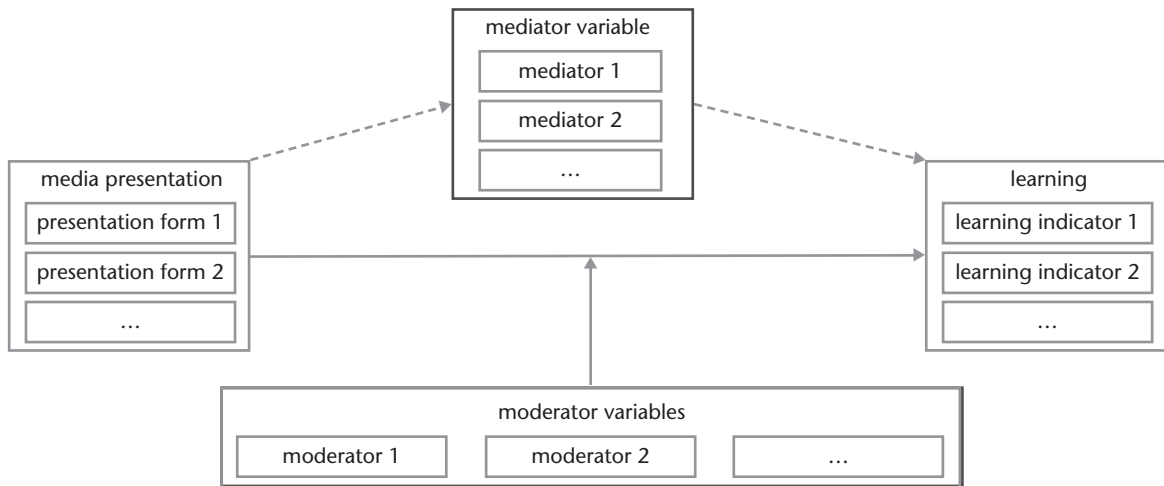 mediator variable
mediator 1
mediator 2
...
media presentation
presentation form 1
presentation form 2
...
learning
learning indicator 1
learning indicator 2
...
moderator variables
moderator 1
moderator 2
...